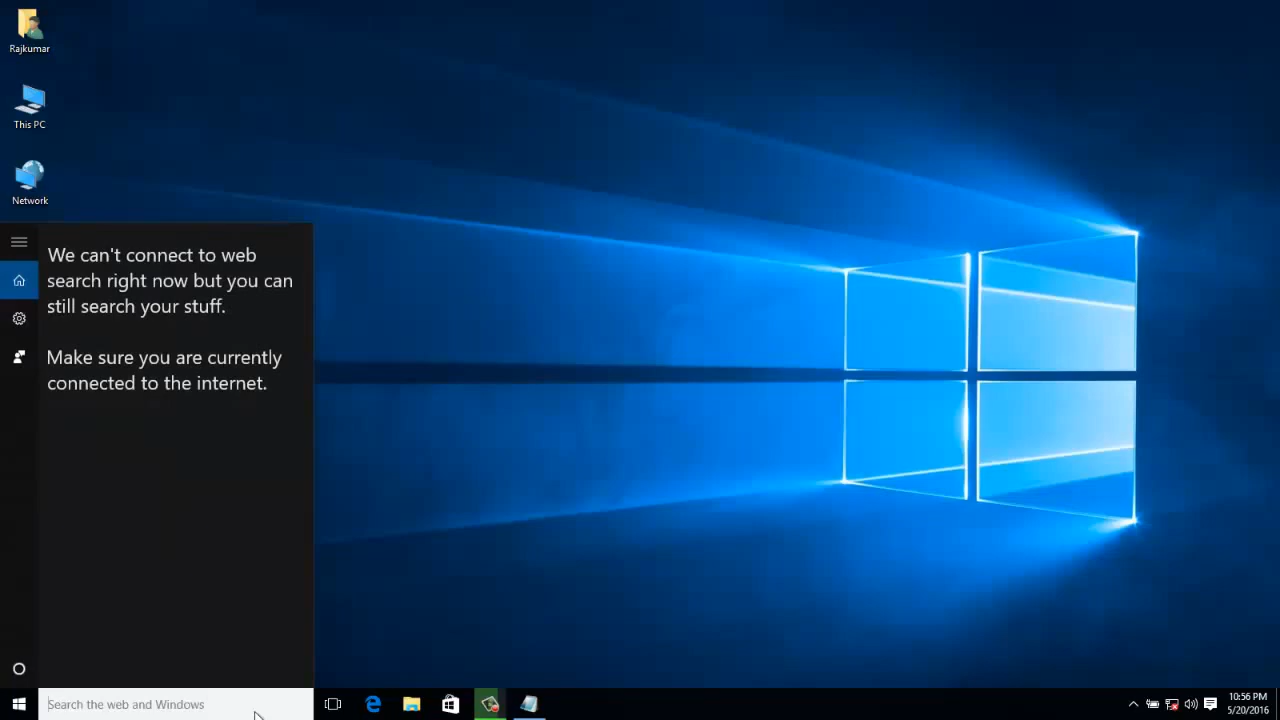 Rajkumar
This PC
Network
We can't connect to web
search right now but you can
still search your stuff.
Make sure you are currently
connected to the internet.
Search the web and Windows
10:56 PM
5/20/2016